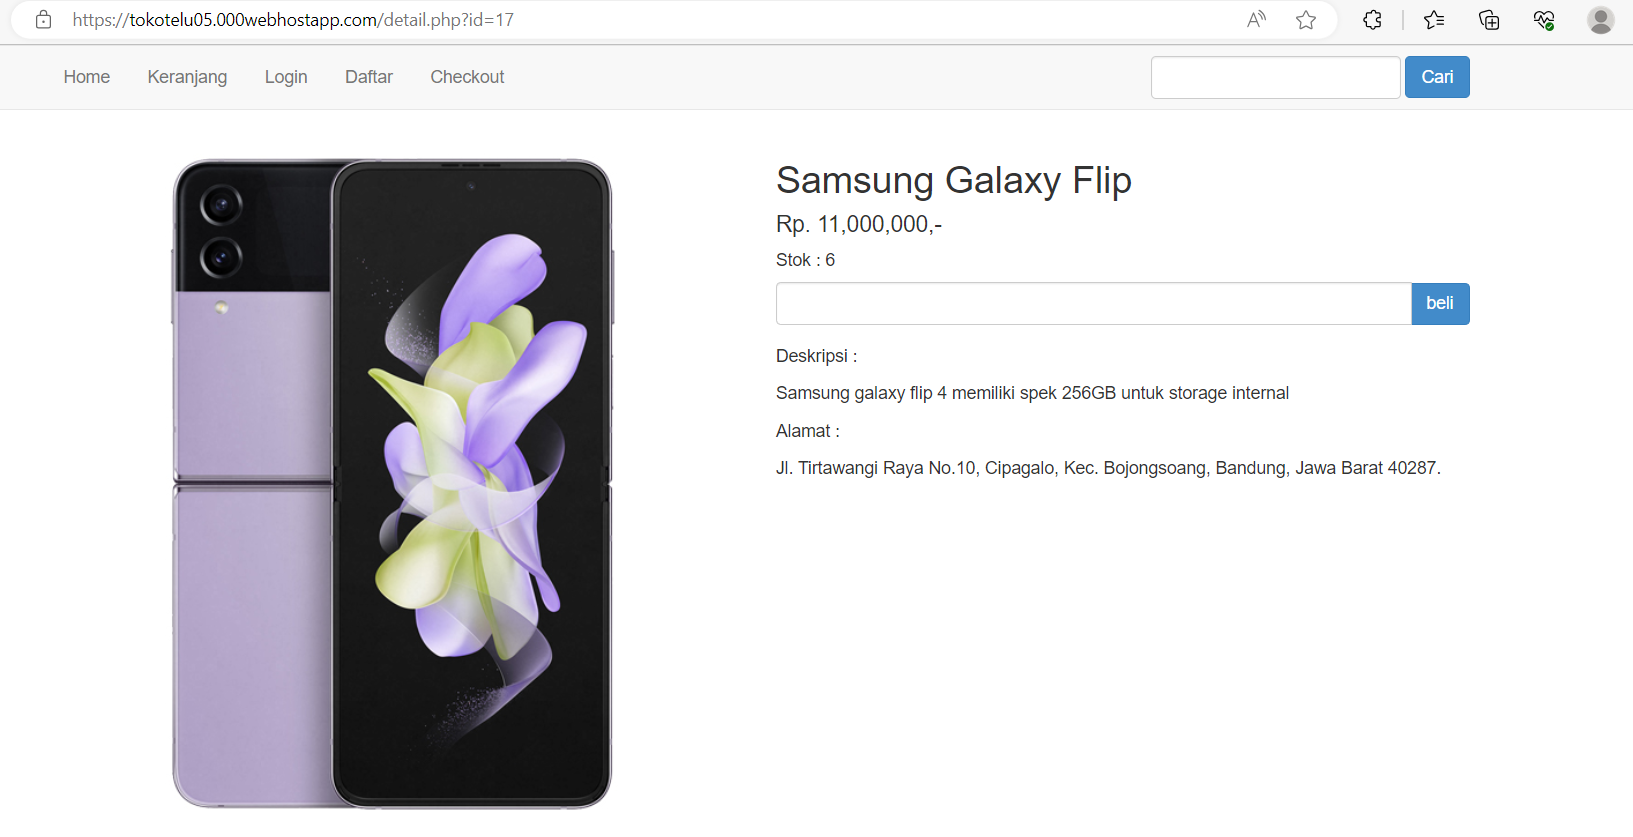 https://tokotelu05.000webhostapp.com/detail.php?id=17
Home Keranjang Login Daftar Checkout Cari
Samsung Galaxy Flip
Rp. 11,000,000,-
Stok : 6
beli
Deskripsi :
Samsung galaxy flip 4 memiliki spek 256GB untuk storage internal
Alamat :
Jl. Tirtawangi Raya No.10, Cipagalo, Kec. Bojongsoang, Bandung, Jawa Barat 40287.